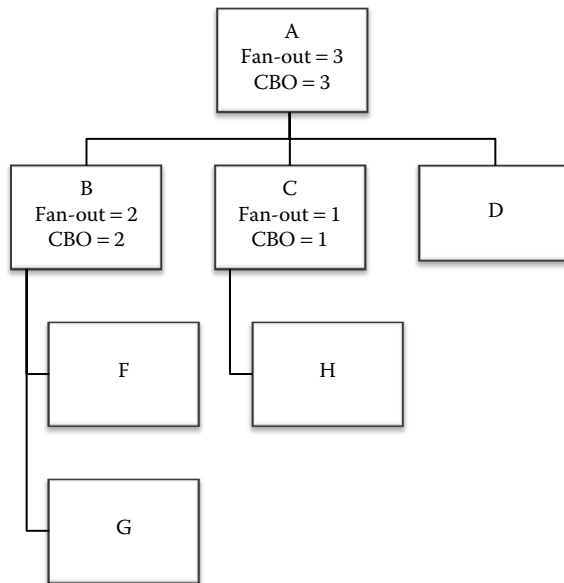 A
Fan-out = 3
CBO = 3
B
Fan-out = 2
CBO = 2
C
Fan-out = 1
CBO = 1
D
F
H
G